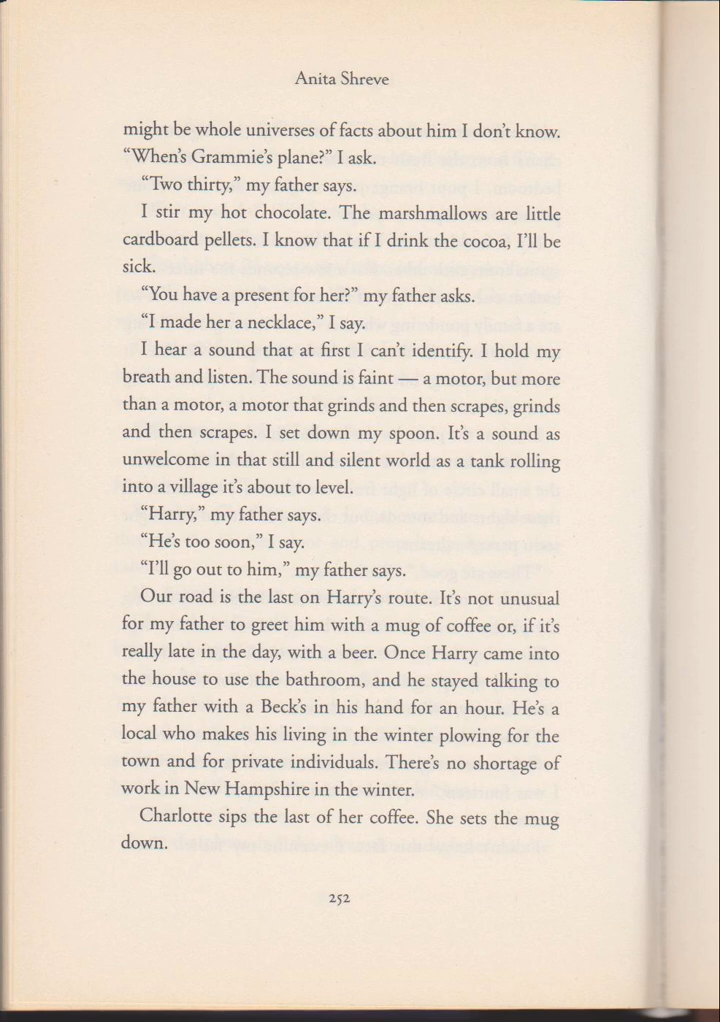 Anita Shreve
might be whole universes of facts about him I don't know.
“When's Grammie's plane?” I ask.
“Two thirty,” my father says.
I stir my hot chocolate. The marshmallows are little
cardboard pellets. I know that if I drink the cocoa, I'll be
sick.
“You have a present for her?” my father asks.
“I made her a necklace,” I say.
I hear a sound that at first I can't identify. I hold my
breath and listen. The sound is faint — a motor, but more
than a motor, a motor that grinds and then scrapes, grinds
and then scrapes. I set down my spoon. It's a sound as
unwelcome in that still and silent world as a tank rolling
into a village it's about to level.
“Harry,” my father says.
“He's too soon,” I say.
“I'll go out to him,” my father says.
Our road is the last on Harry's route. It's not unusual
for my father to greet him with a mug of coffee or, if it's
really late in the day, with a beer. Once Harry came into
the house to use the bathroom, and he stayed talking to
my father with a Beck's in his hand for an hour. He's a
local who makes his living in the winter plowing for the
town and for private individuals. There's no shortage of
work in New Hampshire in the winter.
Charlotte sips the last of her coffee. She sets the mug
down.
252